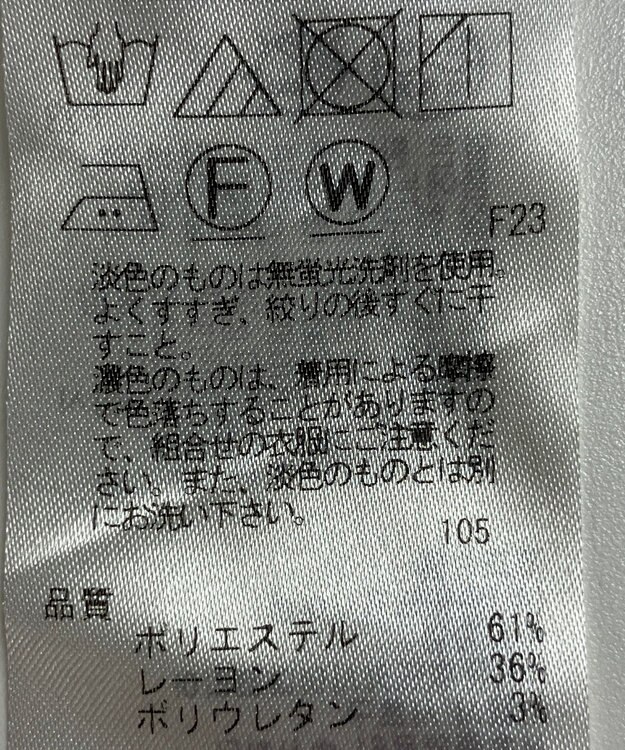 F W
F23
淡色のものは無蛍光洗剤を使用。
よくすすぎ、絞りの後すぐに干
すこと。
濃色のものは、着用による摩擦
で色落ちすることがありますの
で、組合せの衣服にご注意くだ
さい。また、淡色のものとは別
にお洗い下さい。
105
品質
ポリエステル 61%
レーヨン 36%
ポリウレタン 3%